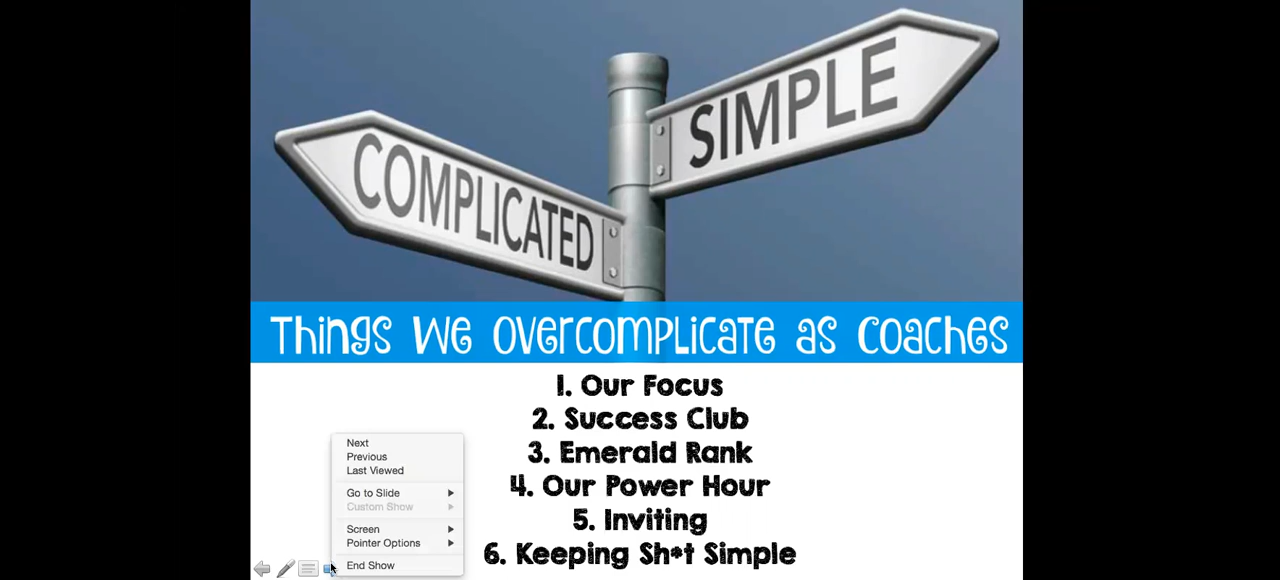 SIMPLE
COMPLICATED
Things We Overcomplicate as Coaches
1. Our Focus
2. Success Club
3. Emerald Rank
4. Our Power Hour
5. Inviting
6. Keeping Sh*t Simple
Next
Previous
Last Viewed
Go to Slide
Custom Show
Screen
Pointer Options
End Show